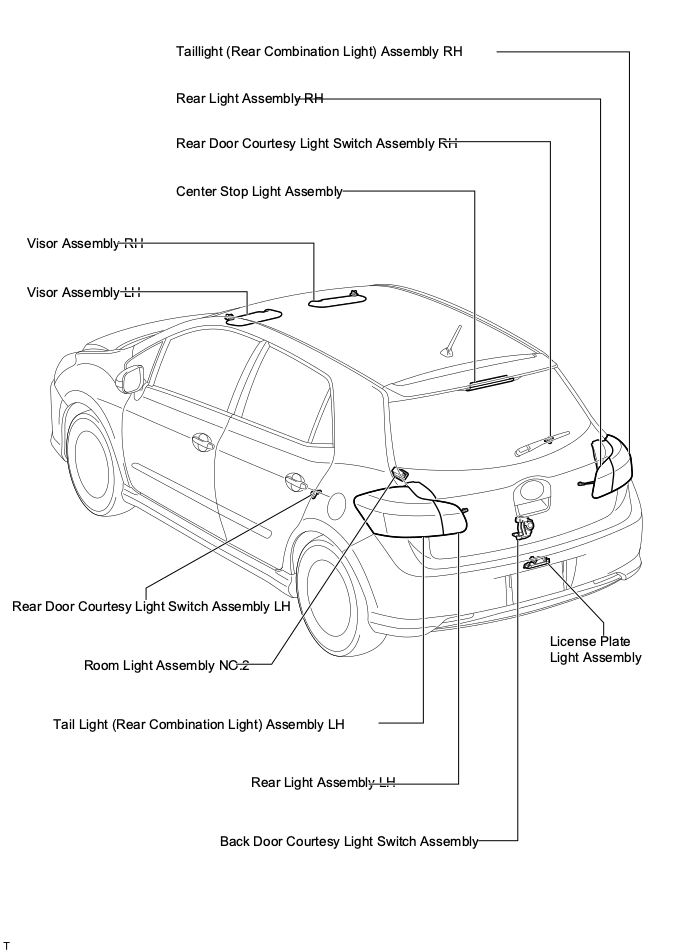 Taillight (Rear Combination Light) Assembly RH
Rear Light Assembly RH
Rear Door Courtesy Light Switch Assembly RH
Center Stop Light Assembly
Visor Assembly RH
Visor Assembly LH
Rear Door Courtesy Light Switch Assembly LH
License Plate
Light Assembly
Room Light Assembly NO.2
Tail Light (Rear Combination Light) Assembly LH
Rear Light Assembly LH
Back Door Courtesy Light Switch Assembly
T